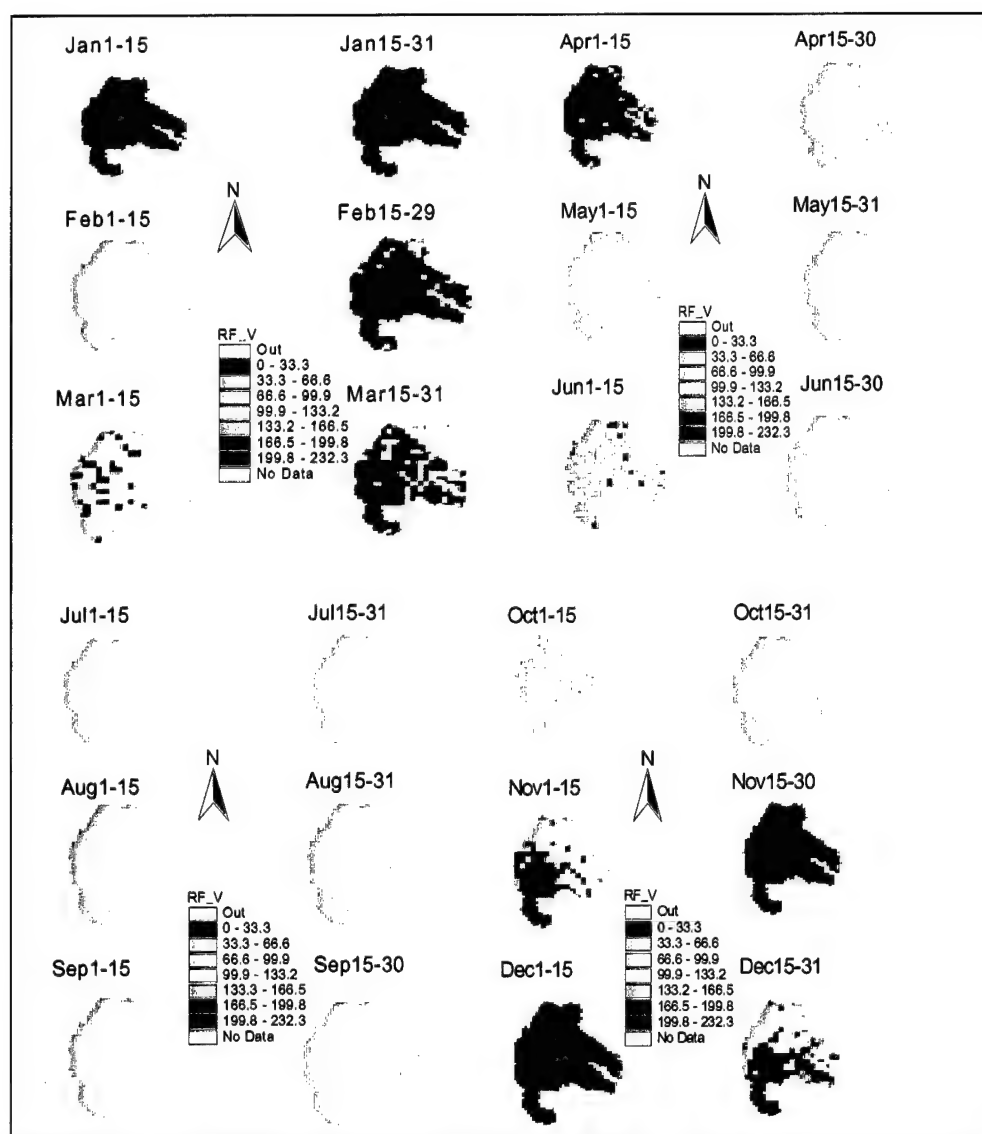 Jan1-15
Jan15-31
Apr1-15
Apr15-30
N
N
Feb1-15
Feb15-29
May1-15
May15-31
RF_V
Out
0 - 33.3
33.3 - 66.6
66.6 - 99.9
99.9 - 133.2
133.2 - 166.5
166.5 - 199.8
199.8 - 232.3
No Data
RF_V
Out
0 - 33.3
33.3 - 66.6
66.6 - 99.9
99.9 - 133.2
133.2 - 166.5
166.5 - 199.8
199.8 - 232.3
No Data
Mar1-15
Mar15-31
Jun1-15
Jun15-30
Jul1-15
Jul15-31
Oct1-15
Oct15-31
N
N
Aug1-15
Aug15-31
Nov1-15
Nov15-30
RF_V
Out
0 - 33.3
33.3 - 66.6
66.6 - 99.9
99.9 - 133.2
133.3 - 166.5
166.5 - 199.8
199.8 - 232.3
No Data
RF_V
Out
0 - 33.3
33.3 - 66.6
66.6 - 99.9
99.9 - 133.2
133.2 - 166.5
166.5 - 199.8
199.8 - 232.3
No Data
Sep1-15
Sep15-30
Dec1-15
Dec15-31